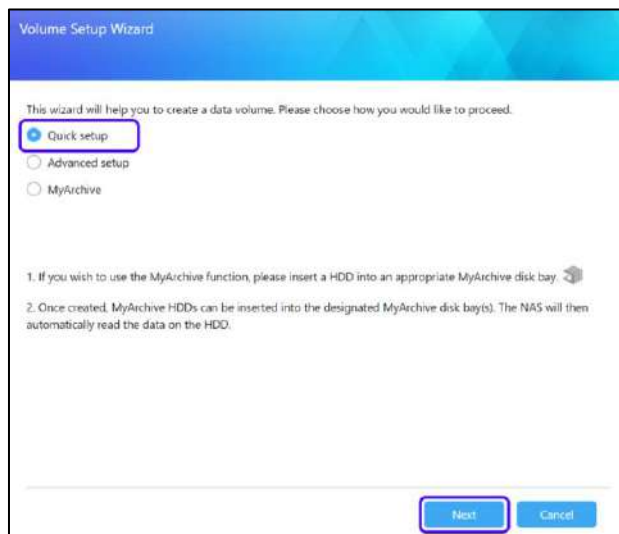 Volume Setup Wizard
This wizard will help you to create a data volume. Please choose how you would like to proceed.
Quick setup
Advanced setup
MyArchive
1. If you wish to use the MyArchive function, please insert a HDD into an appropriate MyArchive disk bay.
2. Once created, MyArchive HDDs can be inserted into the designated MyArchive disk bay(s). The NAS will then
automatically read the data on the HDD.
Next Cancel